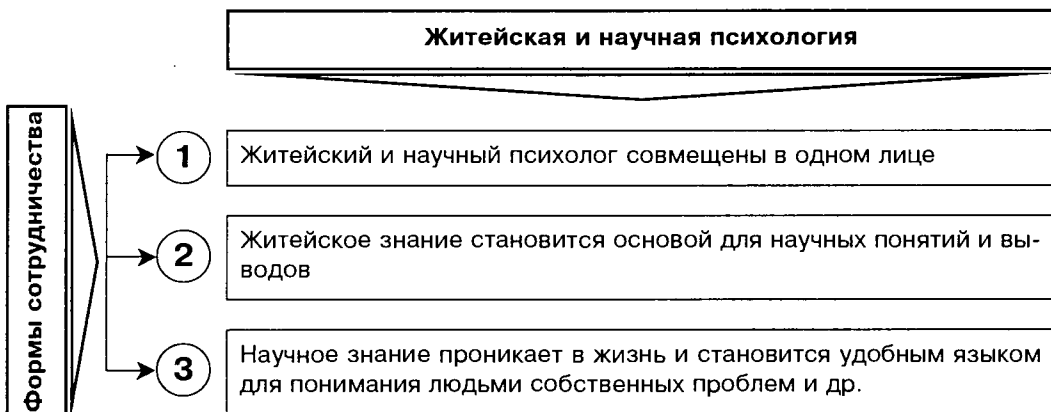 Житейская и научная психология
Формы сотрудничества
1
Житейский и научный психолог совмещены в одном лице
2
Житейское знание становится основой для научных понятий и вы-
водов
3
Научное знание проникает в жизнь и становится удобным языком
для понимания людьми собственных проблем и др.